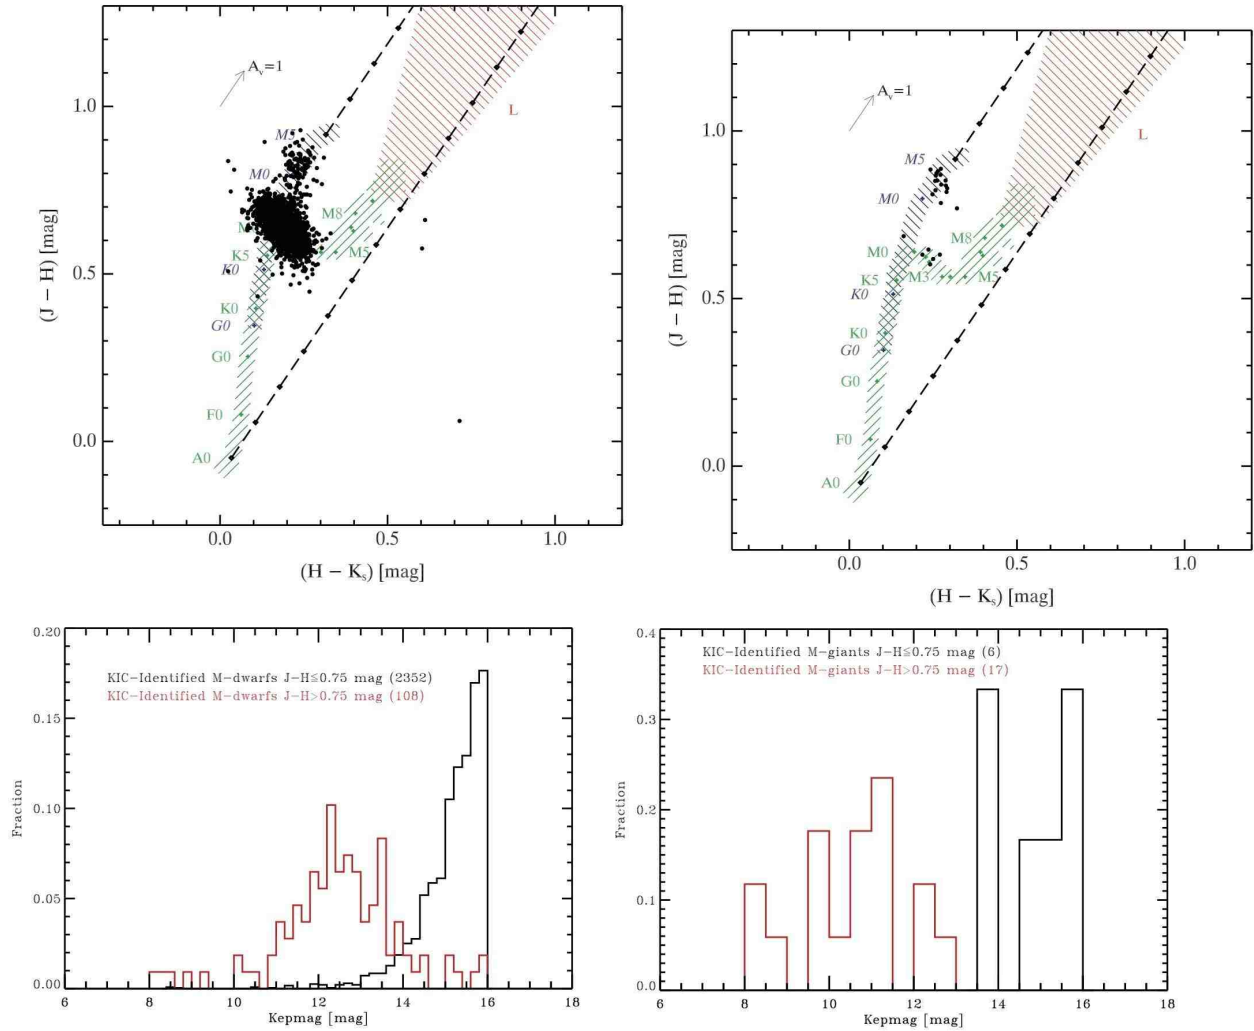 A_v=1
1.0
0.5
0.0
(J − H) [mag]
M5
M0
M
K5
K0
K0
G0
G0
F0
A0
M8
M5
L
0.0 0.5 1.0
(H − K_s) [mag]
A_v=1
1.0
0.5
0.0
(J − H) [mag]
M5
M0
M0
K5
M3
K0
K0
G0
G0
F0
A0
M8
M5
L
0.0 0.5 1.0
(H − K_s) [mag]
0.20
0.15
0.10
0.05
0.00
Fraction
KIC-Identified M-dwarfs J-H≤0.75 mag (2352)
KIC-Identified M-dwarfs J-H>0.75 mag (108)
6 8 10 12 14 16 18
Kepmag [mag]
0.4
0.3
0.2
0.1
0.0
Fraction
KIC-Identified M-giants J-H≤0.75 mag (6)
KIC-Identified M-giants J-H>0.75 mag (17)
6 8 10 12 14 16 18
Kepmag [mag]